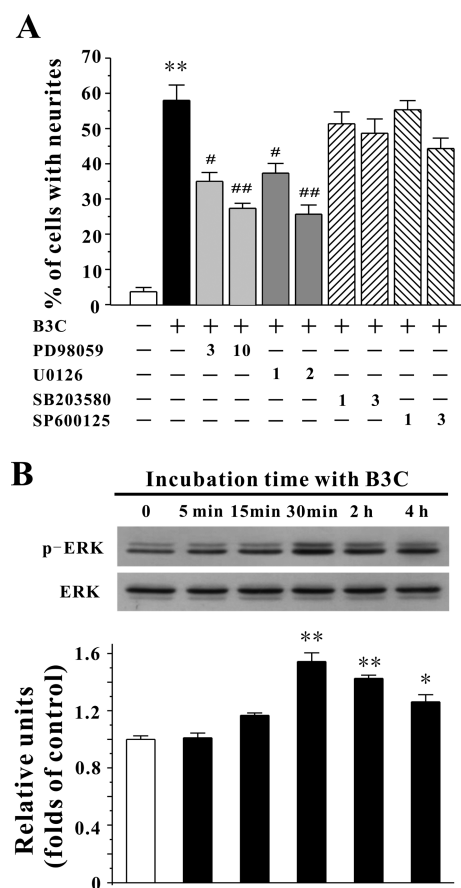 A
% of cells with neurites
70
60
50
40
30
20
10
0
**
#
##
#
##
B3C − + + + + + + + + +
PD98059 − − 3 10 − − − − − −
U0126 − − − − 1 2 − − − −
SB203580 − − − − − − 1 3 − −
SP600125 − − − − − − − − 1 3
B
Incubation time with B3C
0 5 min 15min 30min 2 h 4 h
p-ERK
ERK
Relative units
(folds of control)
1.6
1.2
0.8
0.4
0
**
**
*